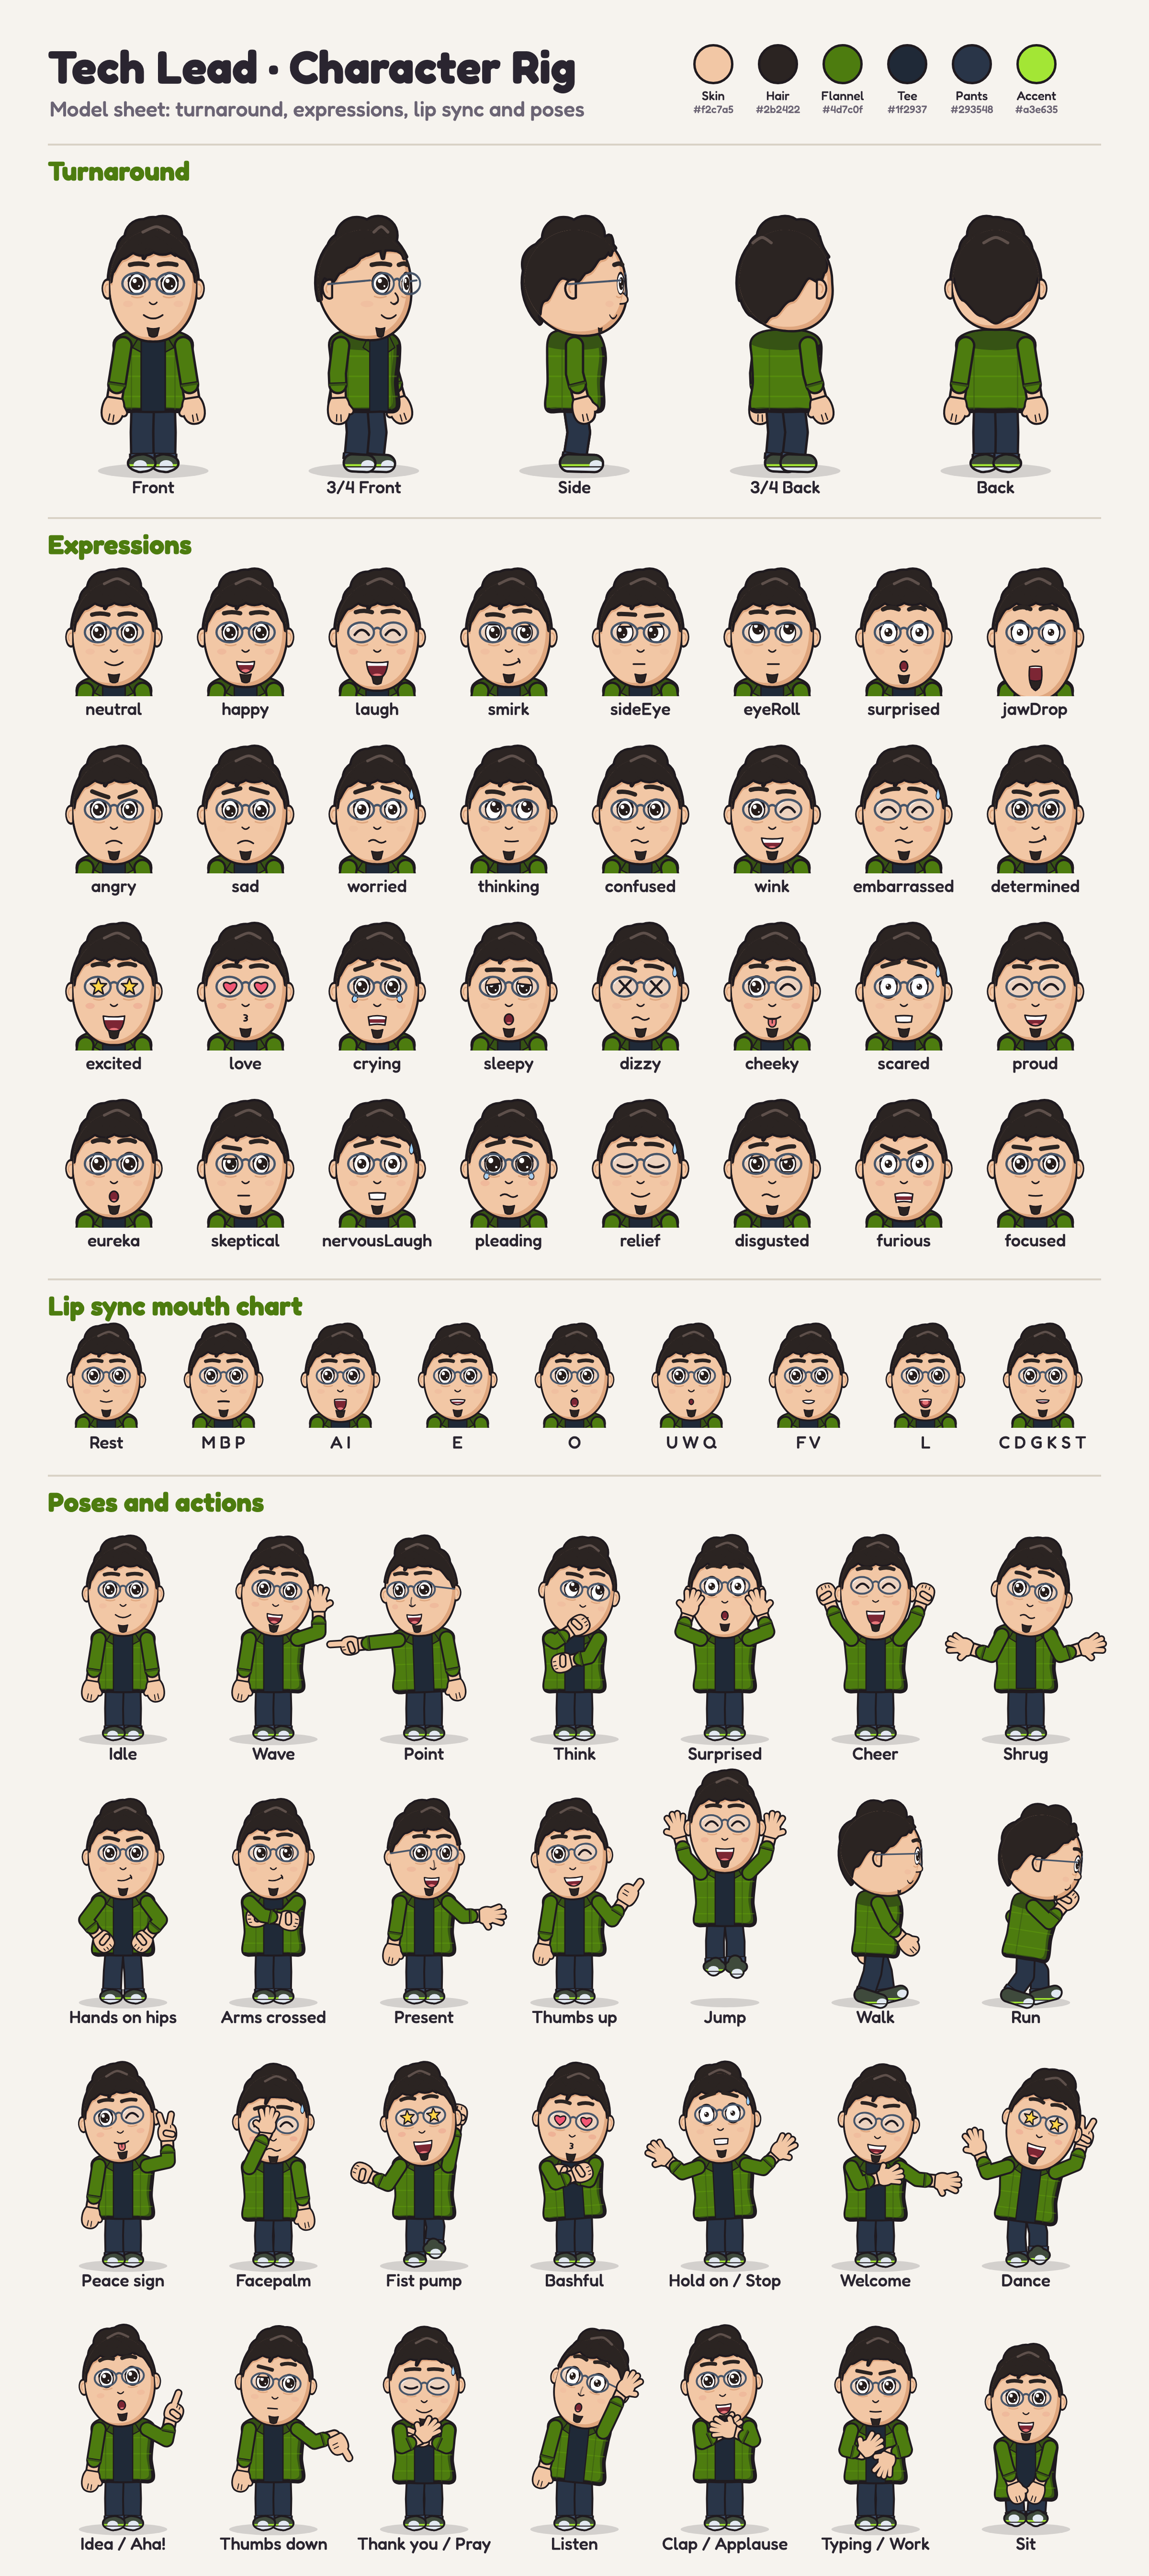 Tech Lead · Character Rig
Model sheet: turnaround, expressions, lip sync and poses
Skin Hair Flannel Tee Pants Accent
#f2c7a5 #2b2422 #4d7c0f #1f2937 #293548 #a3e635
Turnaround
Front 3/4 Front Side 3/4 Back Back
Expressions
neutral happy laugh smirk sideEye eyeRoll surprised jawDrop
angry sad worried thinking confused wink embarrassed determined
excited love crying sleepy dizzy cheeky scared proud
eureka skeptical nervousLaugh pleading relief disgusted furious focused
Lip sync mouth chart
Rest M B P A I E O U W Q F V L C D G K S T
Poses and actions
Idle Wave Point Think Surprised Cheer Shrug
Hands on hips Arms crossed Present Thumbs up Jump Walk Run
Peace sign Facepalm Fist pump Bashful Hold on / Stop Welcome Dance
Idea / Aha! Thumbs down Thank you / Pray Listen Clap / Applause Typing / Work Sit